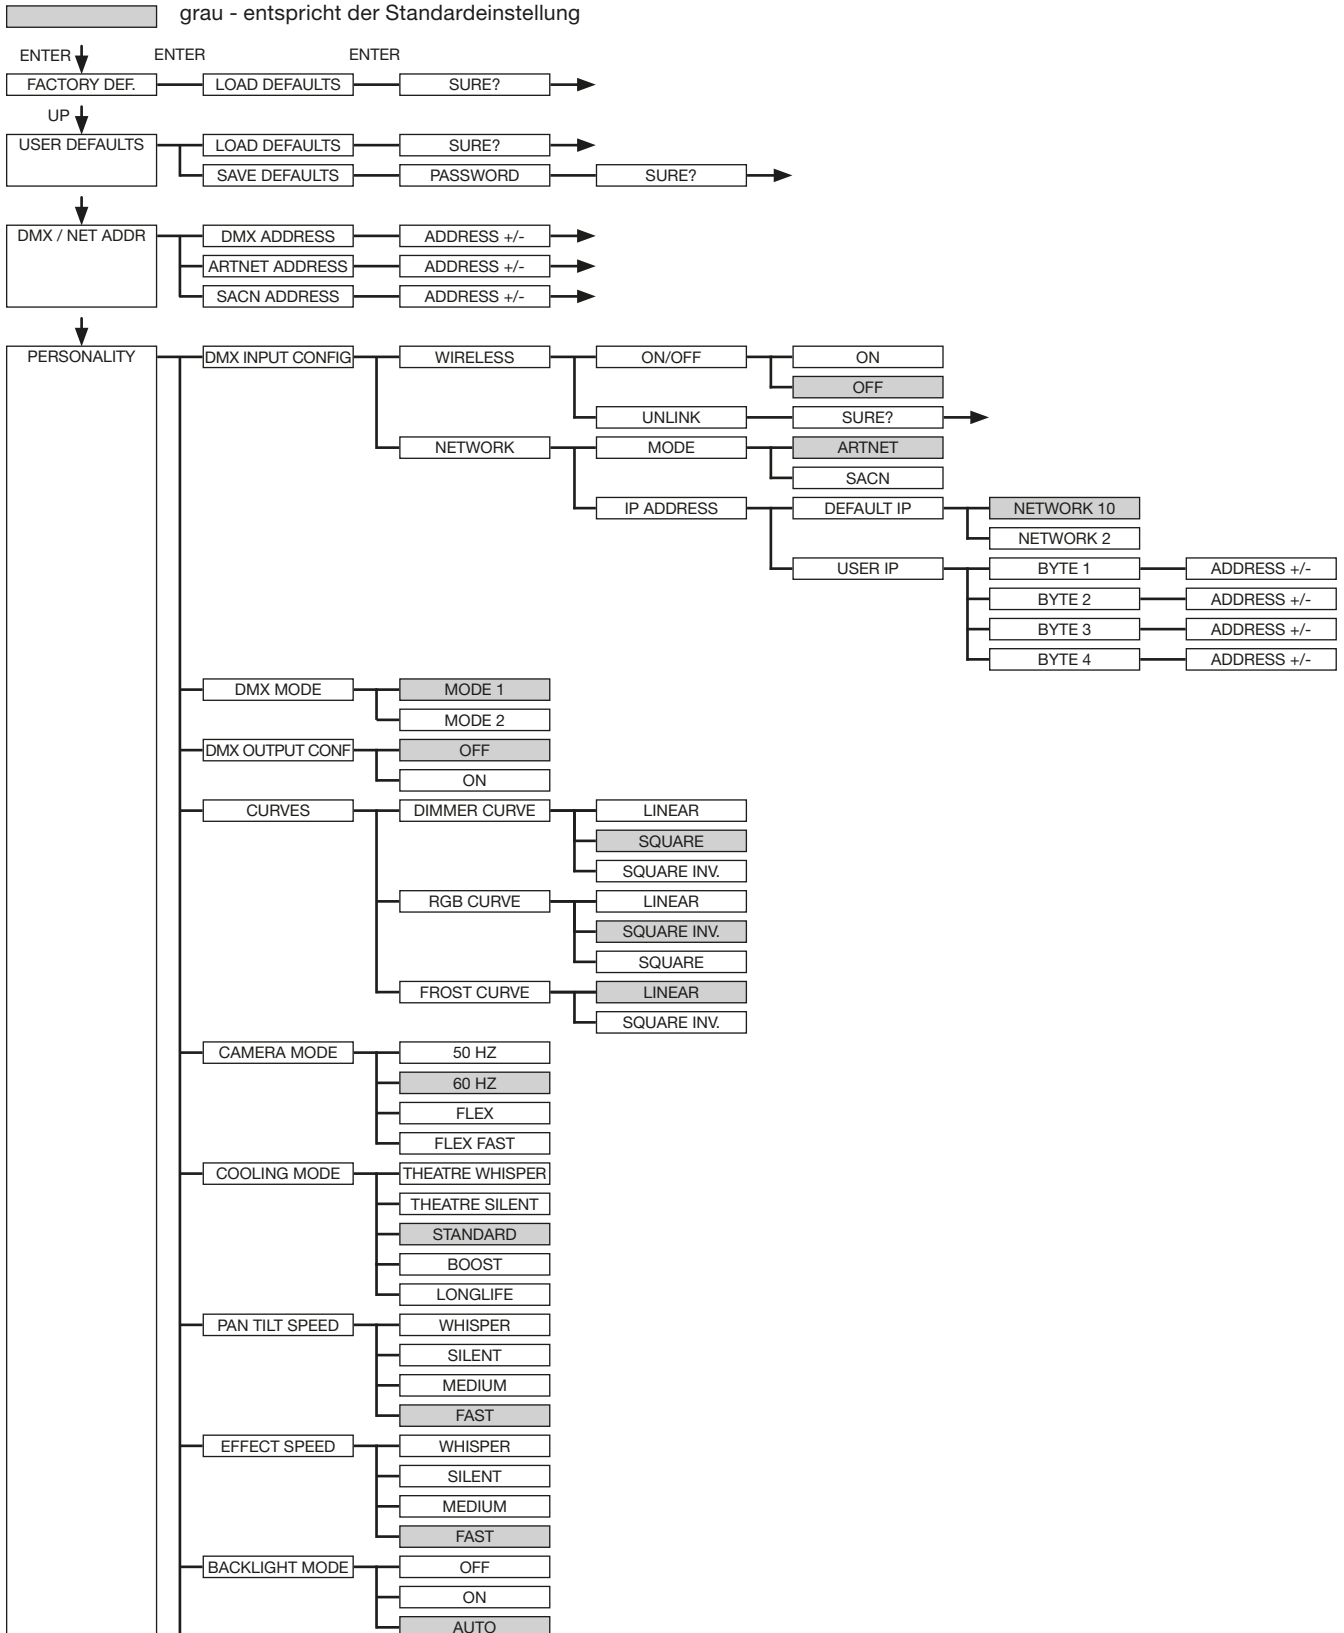 grau - entspricht der Standardeinstellung
ENTER ENTER ENTER
FACTORY DEF. LOAD DEFAULTS SURE?
UP
USER DEFAULTS LOAD DEFAULTS SURE?
SAVE DEFAULTS PASSWORD SURE?
DMX / NET ADDR DMX ADDRESS ADDRESS +/-
ARTNET ADDRESS ADDRESS +/-
SACN ADDRESS ADDRESS +/-
PERSONALITY DMX INPUT CONFIG WIRELESS ON/OFF ON
OFF
UNLINK SURE?
NETWORK MODE ARTNET
SACN
IP ADDRESS DEFAULT IP NETWORK 10
NETWORK 2
USER IP BYTE 1 ADDRESS +/-
BYTE 2 ADDRESS +/-
BYTE 3 ADDRESS +/-
BYTE 4 ADDRESS +/-
DMX MODE MODE 1
MODE 2
DMX OUTPUT CONF OFF
ON
CURVES DIMMER CURVE LINEAR
SQUARE
SQUARE INV.
RGB CURVE LINEAR
SQUARE INV.
SQUARE
FROST CURVE LINEAR
SQUARE INV.
CAMERA MODE 50 HZ
60 HZ
FLEX
FLEX FAST
COOLING MODE THEATRE WHISPER
THEATRE SILENT
STANDARD
BOOST
LONGLIFE
PAN TILT SPEED WHISPER
SILENT
MEDIUM
FAST
EFFECT SPEED WHISPER
SILENT
MEDIUM
FAST
BACKLIGHT MODE OFF
ON
AUTO